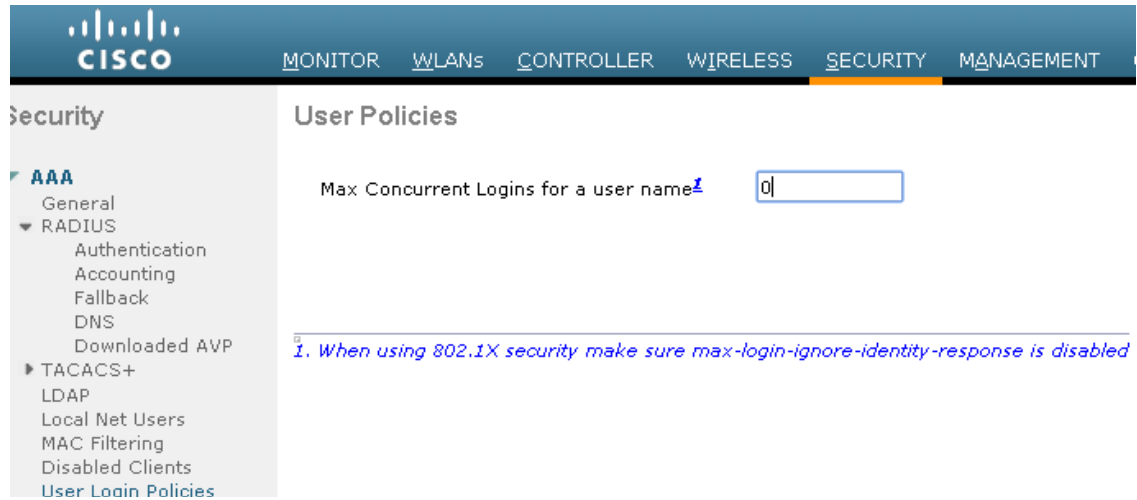 CISCO
MONITOR WLANs CONTROLLER WIRELESS SECURITY MANAGEMENT
Security
AAA
General
RADIUS
Authentication
Accounting
Fallback
DNS
Downloaded AVP
TACACS+
LDAP
Local Net Users
MAC Filtering
Disabled Clients
User Login Policies
User Policies
Max Concurrent Logins for a user name1 0
1. When using 802.1X security make sure max-login-ignore-identity-response is disabled